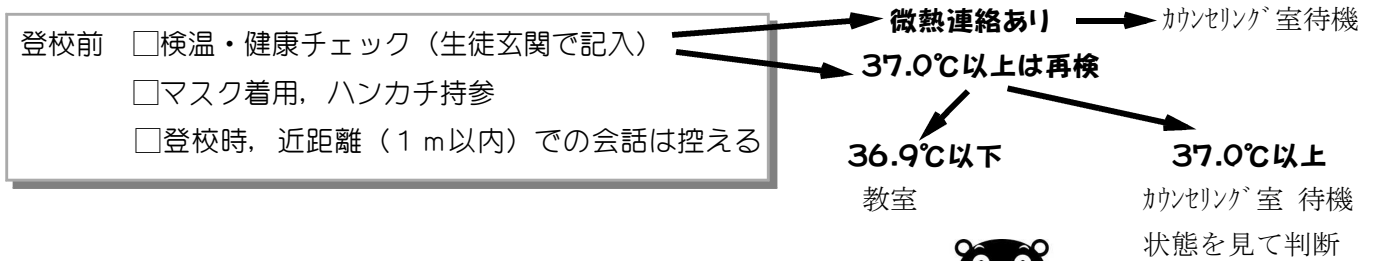 微熱連絡あり
カウンセリング室待機
登校前 □検温・健康チェック（生徒玄関で記入）
37.0℃以上は再検
□マスク着用，ハンカチ持参
□登校時，近距離（１ｍ以内）での会話は控える
36.9℃以下
37.0℃以上
教室
カウンセリング室 待機
状態を見て判断